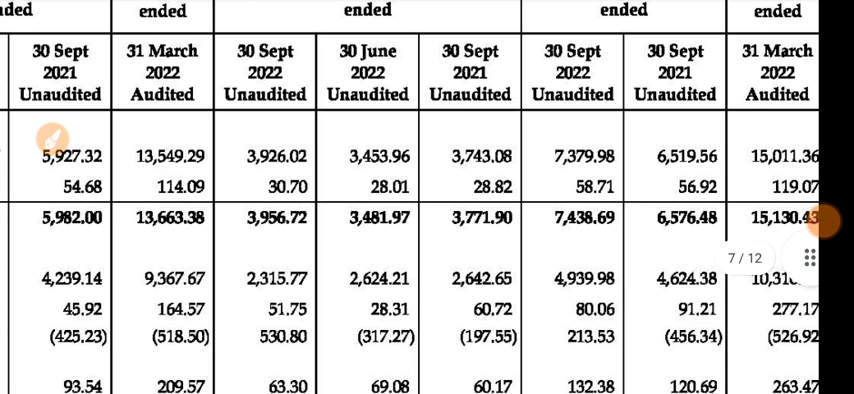 ended ended ended ended
30 Sept 31 March 30 Sept 30 June 30 Sept 30 Sept 30 Sept 31 March
2021 2022 2022 2022 2021 2022 2021 2022
Unaudited Audited Unaudited Unaudited Unaudited Unaudited Unaudited Audited
5,927.32 13,549.29 3,926.02 3,453.96 3,743.08 7,379.98 6,519.56 15,011.36
54.68 114.09 30.70 28.01 28.82 58.71 56.92 119.07
5,982.00 13,663.38 3,956.72 3,481.97 3,771.90 7,438.69 6,576.48 15,130.43
7 / 12
4,239.14 9,367.67 2,315.77 2,624.21 2,642.65 4,939.98 4,624.38
45.92 164.57 51.75 28.31 60.72 80.06 91.21 277.17
(425.23) (518.50) 530.80 (317.27) (197.55) 213.53 (456.34) (526.92
93.54 209.57 63.30 69.08 60.17 132.38 120.69 263.47